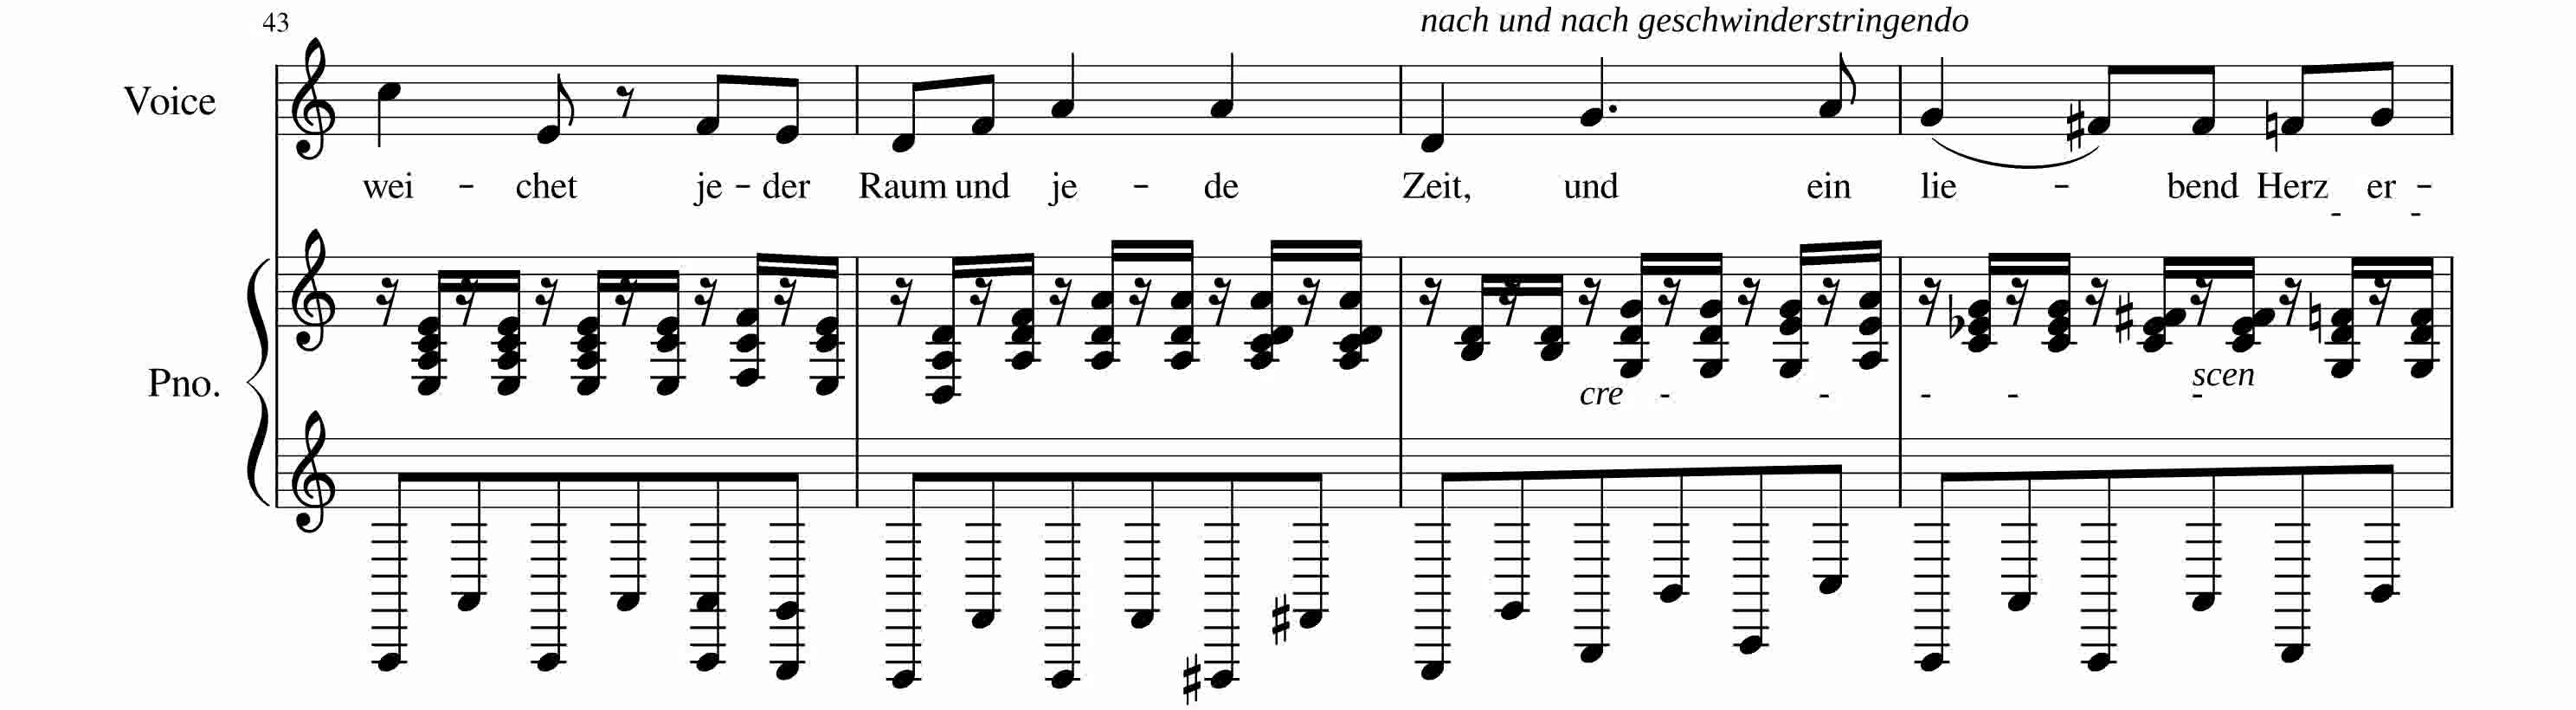 nach und nach geschwinderstringendo
43
Voice
wei - chet je - der Raum und je - de Zeit, und ein lie - bend Herz er -
- -
Pno.
cre - - - - - scen